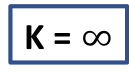 K = ∞